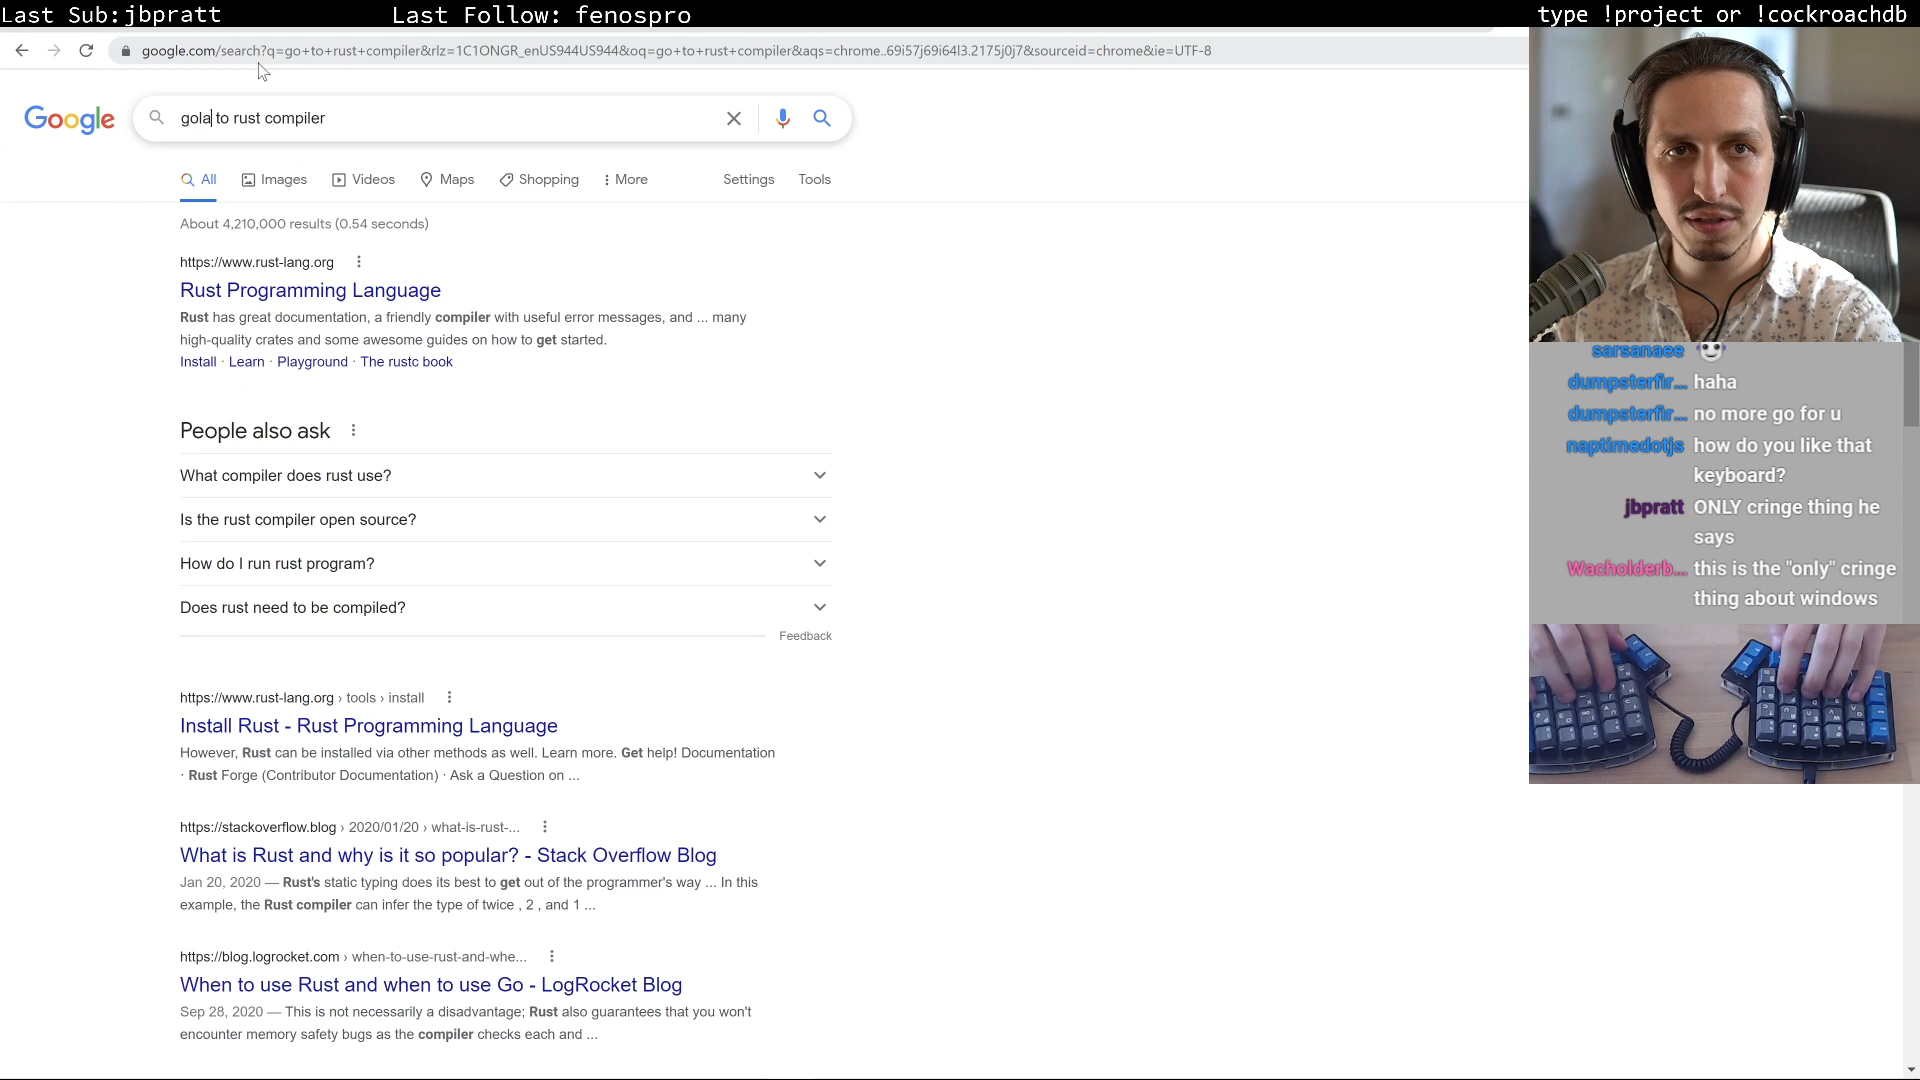 Last Sub:jbpratt
Last Follow: fenospro
type !project or !cockroachdb
google.com/search?q=go+to+rust+compiler&rlz=1C1ONGR_enUS944US944&oq=go+to+rust+compiler&aqs=chrome..69i57j69i64l3.2175j0j7&sourceid=chrome&ie=UTF-8
Google
gola to rust compiler
All
Images
Videos
Maps
Shopping
More
Settings
Tools
About 4,210,000 results (0.54 seconds)
https://www.rust-lang.org
Rust Programming Language
Rust has great documentation, a friendly compiler with useful error messages, and ... many
high-quality crates and some awesome guides on how to get started.
Install · Learn · Playground · The rustc book
People also ask
What compiler does rust use?
Is the rust compiler open source?
How do I run rust program?
Does rust need to be compiled?
Feedback
https://www.rust-lang.org › tools › install
Install Rust - Rust Programming Language
However, Rust can be installed via other methods as well. Learn more. Get help! Documentation
· Rust Forge (Contributor Documentation) · Ask a Question on ...
https://stackoverflow.blog › 2020/01/20 › what-is-rust-...
What is Rust and why is it so popular? - Stack Overflow Blog
Jan 20, 2020 — Rust's static typing does its best to get out of the programmer's way ... In this
example, the Rust compiler can infer the type of twice , 2 , and 1 ...
https://blog.logrocket.com › when-to-use-rust-and-whe...
When to use Rust and when to use Go - LogRocket Blog
Sep 28, 2020 — This is not necessarily a disadvantage; Rust also guarantees that you won't
encounter memory safety bugs as the compiler checks each and ...
sarsanaee
dumpsterfir... haha
dumpsterfir... no more go for u
naptimedotjs how do you like that
keyboard?
jbpratt ONLY cringe thing he
says
Wacholderb... this is the "only" cringe
thing about windows